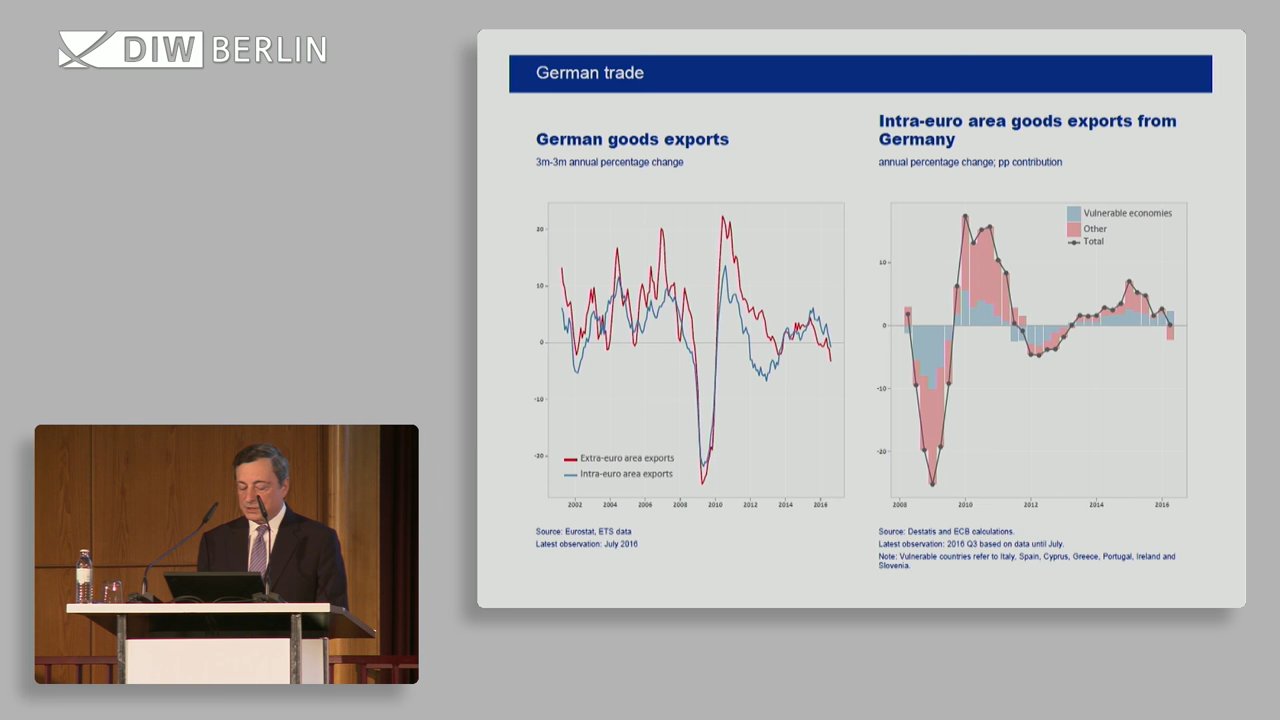 DIW BERLIN
German trade
German goods exports
3m-3m annual percentage change
20
10
0
-10
-20
Extra-euro area exports
Intra-euro area exports
2002 2004 2006 2008 2010 2012 2014 2016
Source: Eurostat, ETS data
Latest observation: July 2016
Intra-euro area goods exports from
Germany
annual percentage change; pp contribution
Vulnerable economies
Other
Total
10
0
-10
-20
2008 2010 2012 2014 2016
Source: Destatis and ECB calculations.
Latest observation: 2016 Q3 based on data until July.
Note: Vulnerable countries refer to Italy, Spain, Cyprus, Greece, Portugal, Ireland and
Slovenia.